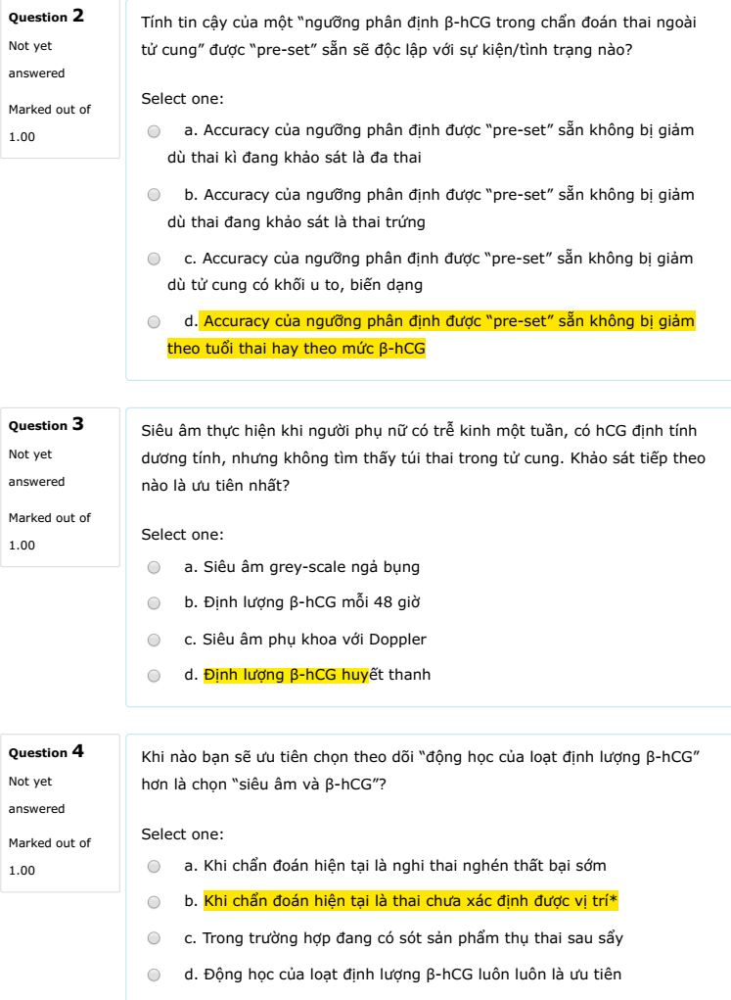 Question 2
Not yet
answered
Marked out of
1.00
Tính tin cậy của một “ngưỡng phân định β-hCG trong chẩn đoán thai ngoài
tử cung” được “pre-set” sẵn sẽ độc lập với sự kiện/tình trạng nào?
Select one:
a. Accuracy của ngưỡng phân định được “pre-set” sẵn không bị giảm
dù thai kì đang khảo sát là đa thai
b. Accuracy của ngưỡng phân định được “pre-set” sẵn không bị giảm
dù thai đang khảo sát là thai trứng
c. Accuracy của ngưỡng phân định được “pre-set” sẵn không bị giảm
dù tử cung có khối u to, biến dạng
d. Accuracy của ngưỡng phân định được “pre-set” sẵn không bị giảm
theo tuổi thai hay theo mức β-hCG
Question 3
Not yet
answered
Marked out of
1.00
Siêu âm thực hiện khi người phụ nữ có trễ kinh một tuần, có hCG định tính
dương tính, nhưng không tìm thấy túi thai trong tử cung. Khảo sát tiếp theo
nào là ưu tiên nhất?
Select one:
a. Siêu âm grey-scale ngả bụng
b. Định lượng β-hCG mỗi 48 giờ
c. Siêu âm phụ khoa với Doppler
d. Định lượng β-hCG huyết thanh
Question 4
Not yet
answered
Marked out of
1.00
Khi nào bạn sẽ ưu tiên chọn theo dõi “động học của loạt định lượng β-hCG”
hơn là chọn “siêu âm và β-hCG”?
Select one:
a. Khi chẩn đoán hiện tại là nghi thai nghén thất bại sớm
b. Khi chẩn đoán hiện tại là thai chưa xác định được vị trí*
c. Trong trường hợp đang có sót sản phẩm thụ thai sau sẩy
d. Động học của loạt định lượng β-hCG luôn luôn là ưu tiên